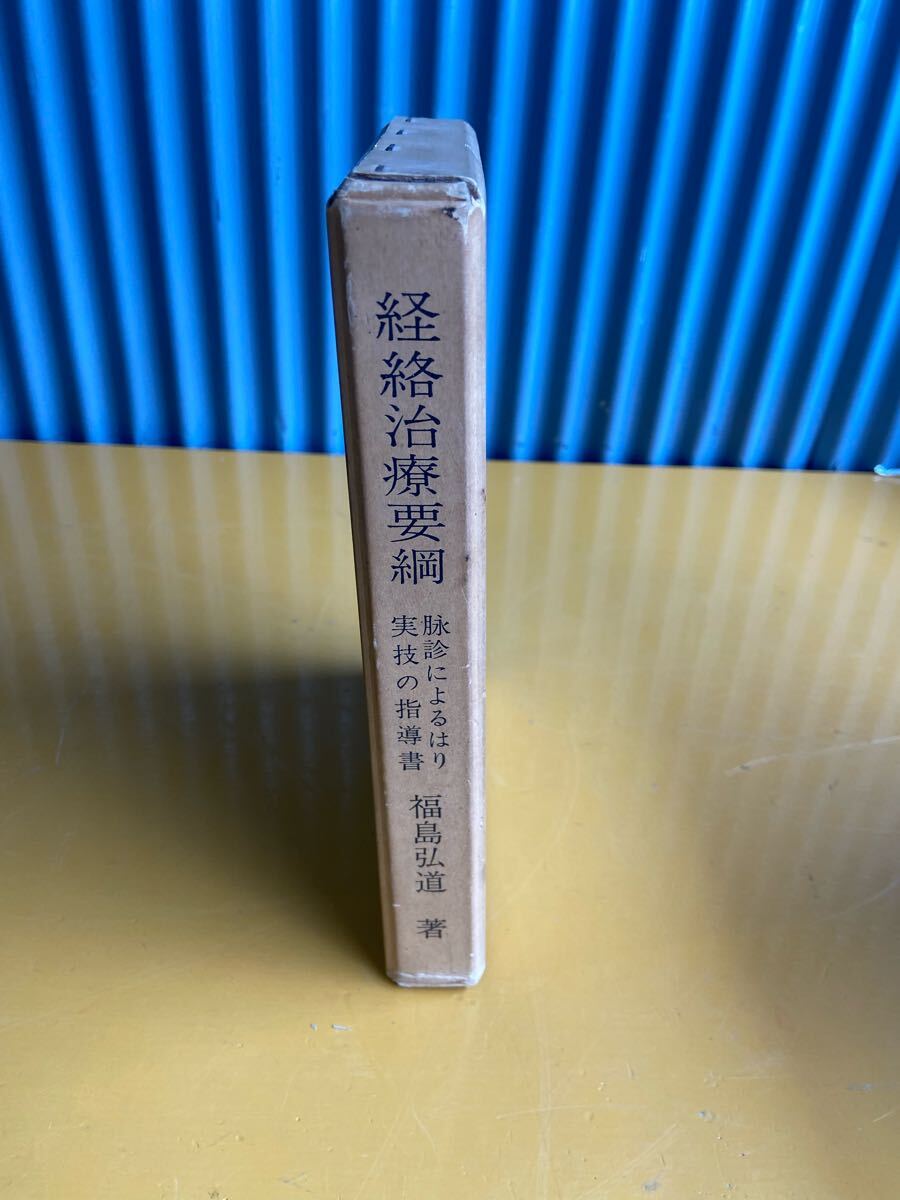 経絡治療要綱
脉診によるはり
実技の指導書
福島弘道 著